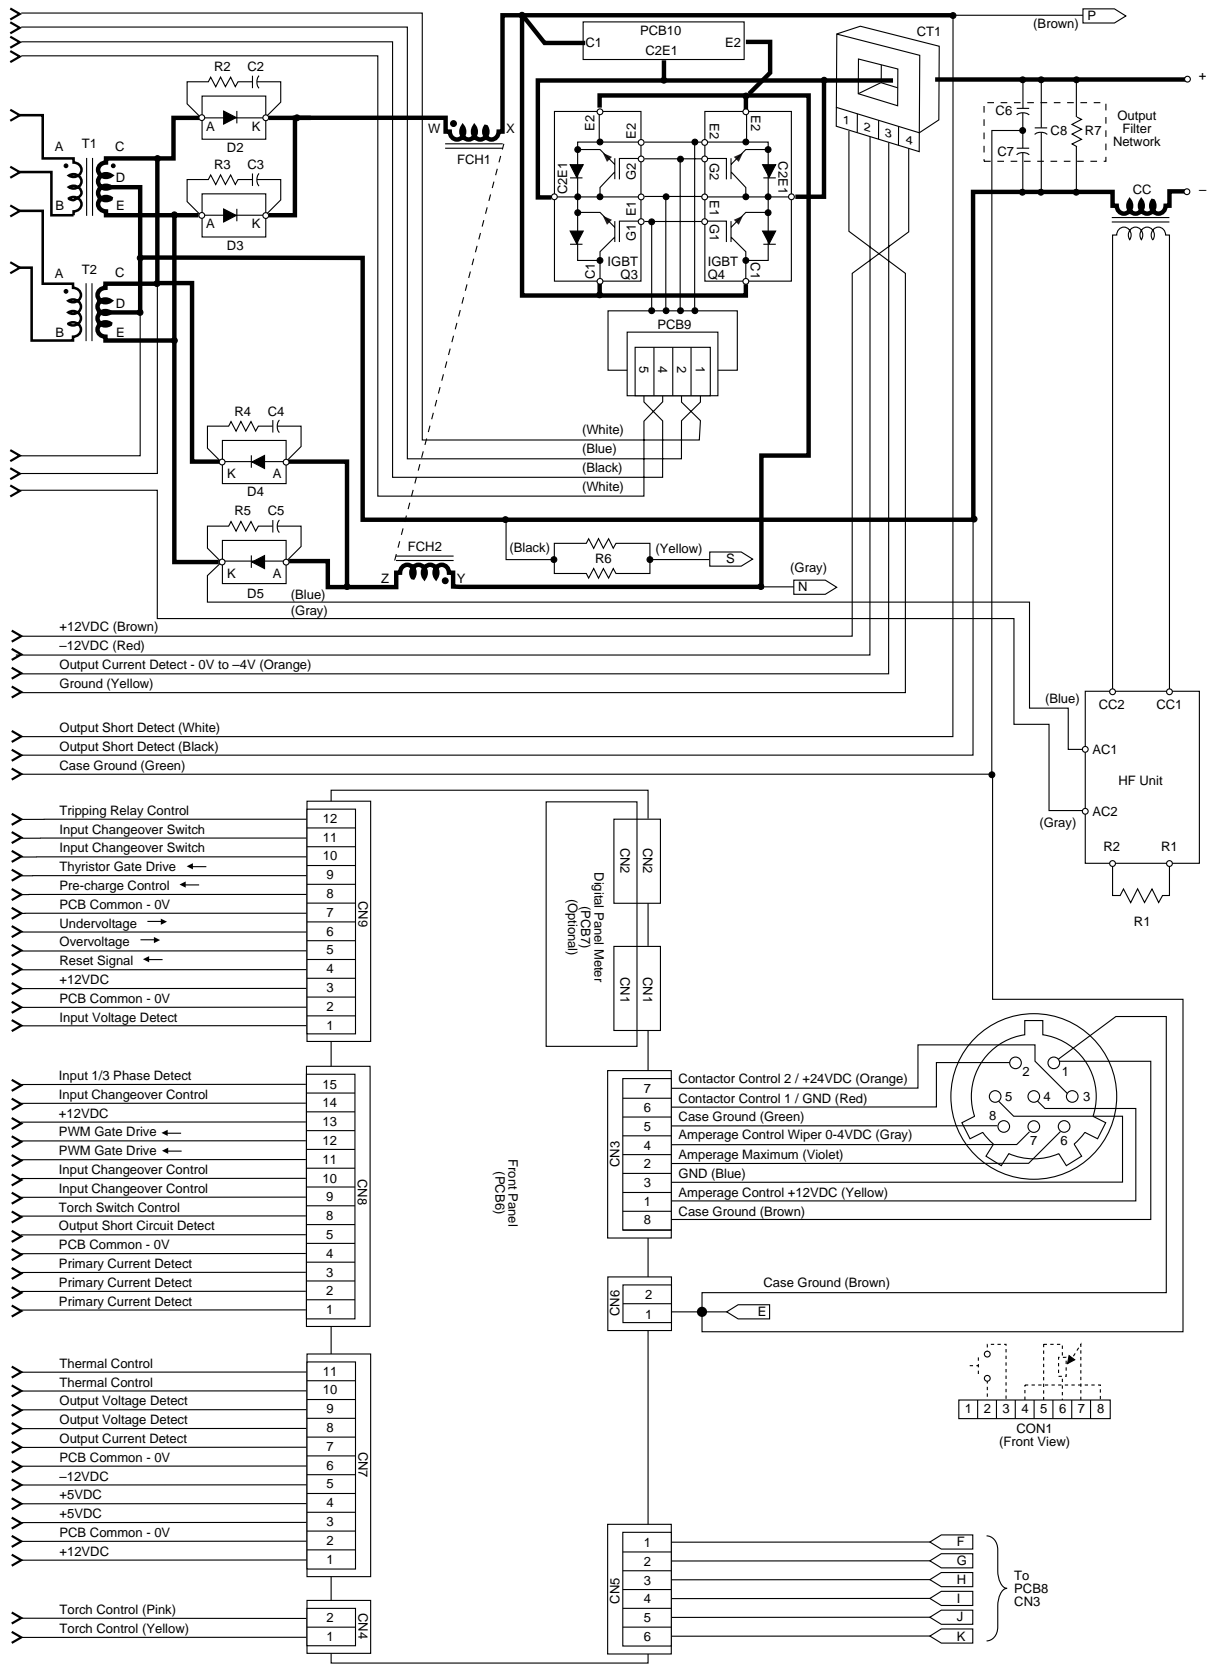 P
(Brown)
PCB10
C1
C2E1
E2
CT1
+
R2
C2
A
K
D2
R3
C3
A
K
D3
W
X
FCH1
1
2
3
4
C6
C7
C8
R7
Output
Filter
Network
–
CC
A
T1
C
D
B
E
A
T2
C
D
B
E
E2
E2
G2
C2E1
E1
G1
IGBT
Q3
C1
E2
E2
G2
C2E1
E1
G1
IGBT
Q4
C1
PCB9
5
4
2
1
(White)
(Blue)
(Black)
(White)
R4
C4
K
A
D4
R5
C5
K
A
D5
FCH2
Z
Y
(Black)
R6
(Yellow)
S
(Gray)
N
(Blue)
(Gray)
+12VDC (Brown)
–12VDC (Red)
Output Current Detect - 0V to –4V (Orange)
Ground (Yellow)
Output Short Detect (White)
Output Short Detect (Black)
Case Ground (Green)
(Blue)
CC2
CC1
AC1
HF Unit
AC2
(Gray)
R2
R1
R1
Tripping Relay Control
12
Input Changeover Switch
11
Input Changeover Switch
10
Thyristor Gate Drive ←
9
Pre-charge Control ←
8
PCB Common - 0V
7
Undervoltage →
6
Overvoltage →
5
Reset Signal ←
4
+12VDC
3
PCB Common - 0V
2
Input Voltage Detect
1
CN9
Digital Panel Meter
(PCB7)
(Optional)
CN2
CN2
CN1
CN1
Input 1/3 Phase Detect
15
Input Changeover Control
14
+12VDC
13
PWM Gate Drive ←
12
PWM Gate Drive ←
11
Input Changeover Control
10
Input Changeover Control
9
Torch Switch Control
8
Output Short Circuit Detect
5
PCB Common - 0V
4
Primary Current Detect
3
Primary Current Detect
2
Primary Current Detect
1
CN8
Front Panel
(PCB6)
CN3
7
Contactor Control 2 / +24VDC (Orange)
6
Contactor Control 1 / GND (Red)
5
Case Ground (Green)
4
Amperage Control Wiper 0-4VDC (Gray)
2
Amperage Maximum (Violet)
3
GND (Blue)
1
Amperage Control +12VDC (Yellow)
8
Case Ground (Brown)
2
1
5
4
3
8
7
6
CN6
2
1
Case Ground (Brown)
E
1 2 3 4 5 6 7 8
CON1
(Front View)
Thermal Control
11
Thermal Control
10
Output Voltage Detect
9
Output Voltage Detect
8
Output Current Detect
7
PCB Common - 0V
6
–12VDC
5
+5VDC
4
+5VDC
3
PCB Common - 0V
2
+12VDC
1
CN7
Torch Control (Pink)
2
Torch Control (Yellow)
1
CN4
CN5
1
F
2
G
3
H
4
I
5
J
6
K
To
PCB8
CN3